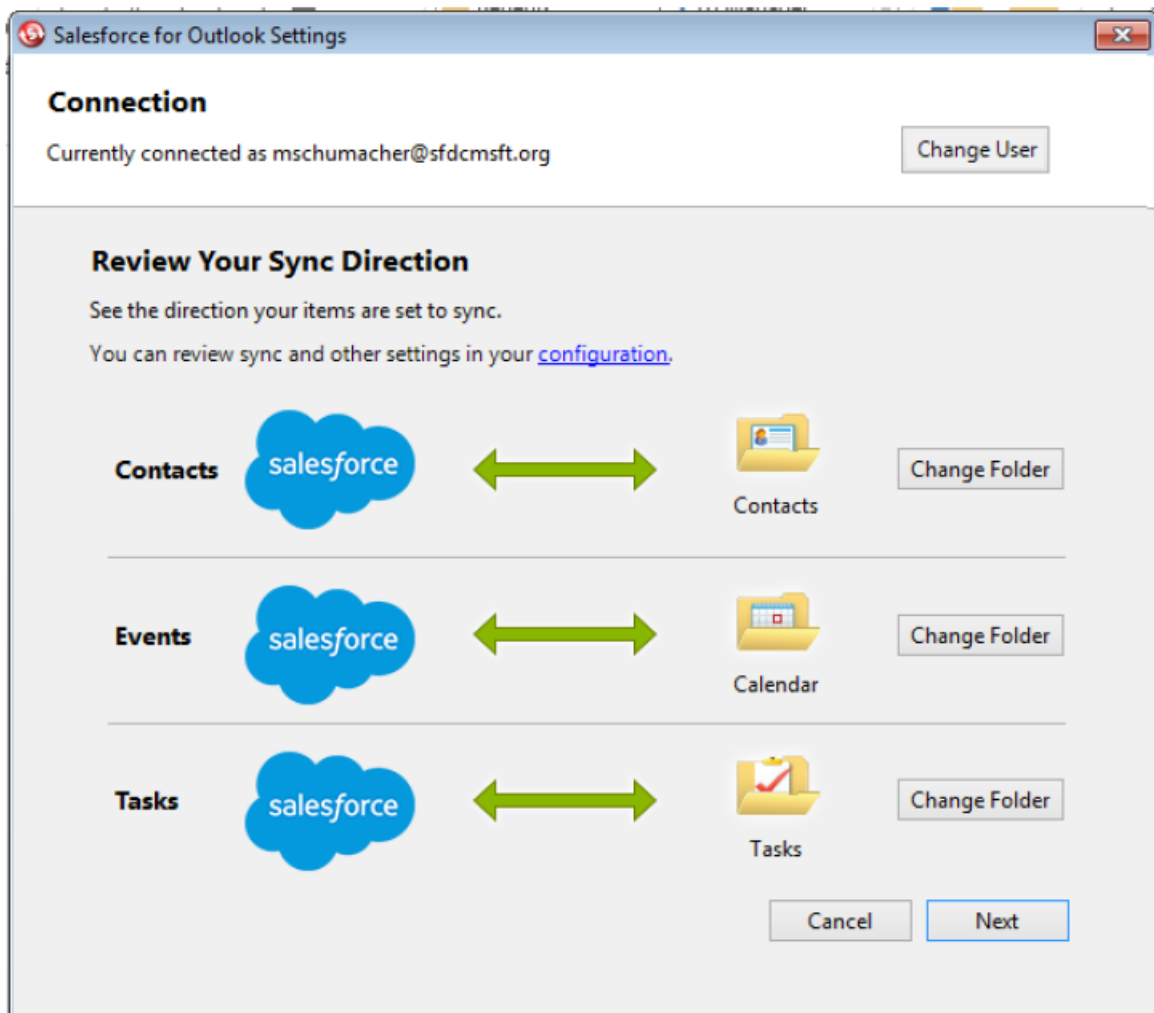 Salesforce for Outlook Settings
Connection
Currently connected as mschumacher@sfdcmsft.org
Change User
Review Your Sync Direction
See the direction your items are set to sync.
You can review sync and other settings in your configuration.
Contacts
salesforce
Contacts
Change Folder
Events
salesforce
Calendar
Change Folder
Tasks
salesforce
Tasks
Change Folder
Cancel
Next